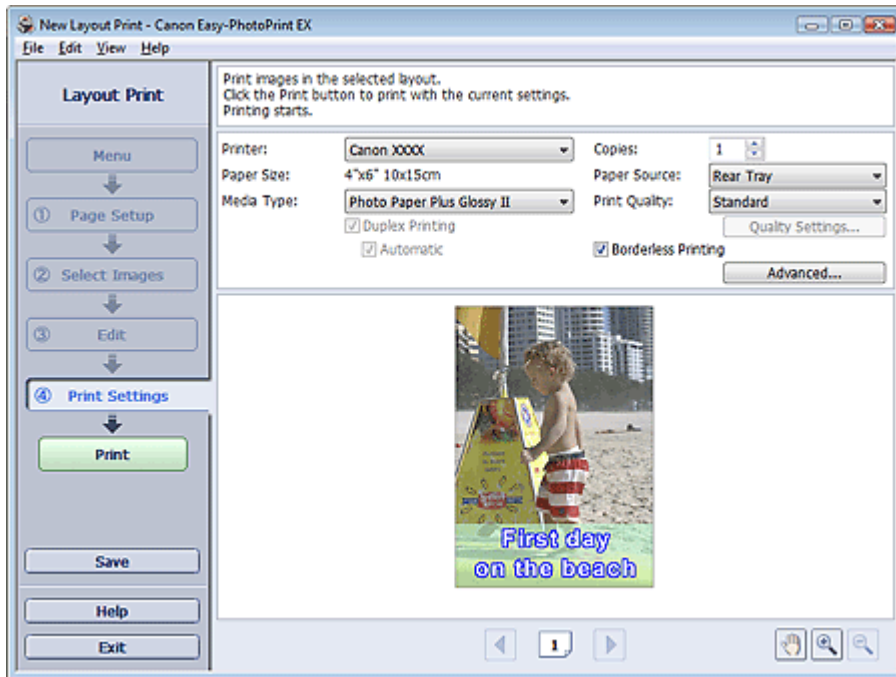 New Layout Print - Canon Easy-PhotoPrint EX
File Edit View Help
Layout Print
Menu
① Page Setup
② Select Images
③ Edit
④ Print Settings
Print
Save
Help
Exit
Print images in the selected layout.
Click the Print button to print with the current settings.
Printing starts.
Printer: Canon XXXX Copies: 1
Paper Size: 4"x6" 10x15cm Paper Source: Rear Tray
Media Type: Photo Paper Plus Glossy II Print Quality: Standard
Duplex Printing Quality Settings...
Automatic Borderless Printing
Advanced...
First day
on the beach
1